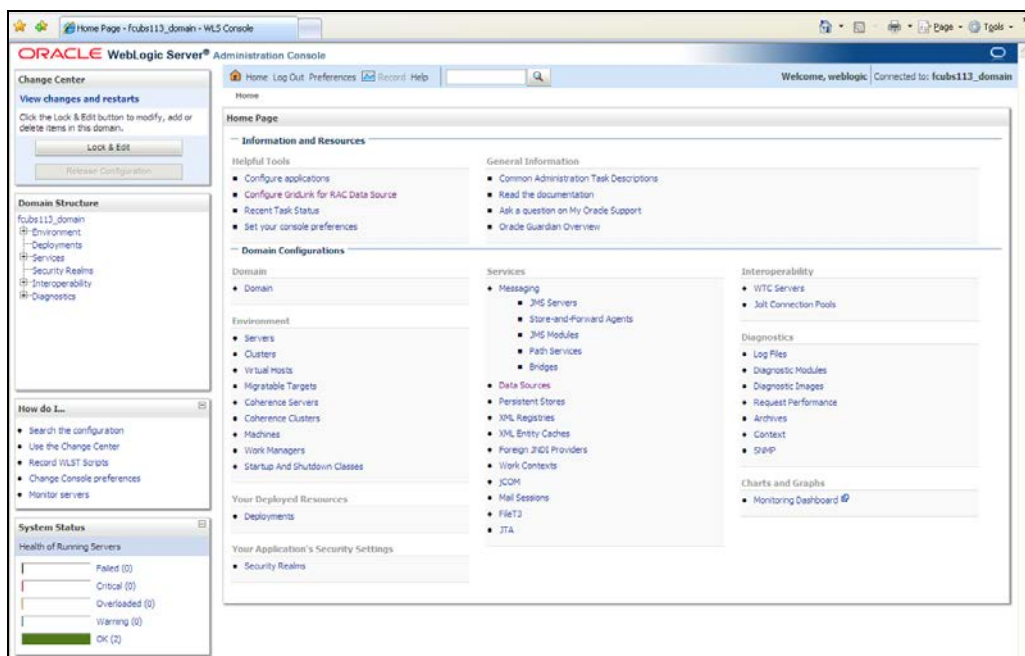 Home Page - fcubs113_domain - WLS Console
Page
Tools
ORACLE WebLogic Server® Administration Console
Change Center
View changes and restarts
Click the Lock & Edit button to modify, add or
delete items in this domain.
Lock & Edit
Release Configuration
Domain Structure
fcubs113_domain
Environment
Deployments
Services
Security Realms
Interoperability
Diagnostics
How do I...
Search the configuration
Use the Change Center
Record WLST Scripts
Change Console preferences
Monitor servers
System Status
Health of Running Servers
Failed (0)
Critical (0)
Overloaded (0)
Warning (0)
OK (2)
Home Log Out Preferences Record Help
Welcome, weblogic Connected to: fcubs113_domain
Home
Home Page
Information and Resources
Helpful Tools
Configure applications
Configure GridLink for RAC Data Source
Recent Task Status
Set your console preferences
General Information
Common Administration Task Descriptions
Read the documentation
Ask a question on My Oracle Support
Oracle Guardian Overview
Domain Configurations
Domain
Domain
Environment
Servers
Clusters
Virtual Hosts
Migratable Targets
Coherence Servers
Coherence Clusters
Machines
Work Managers
Startup And Shutdown Classes
Your Deployed Resources
Deployments
Your Application's Security Settings
Security Realms
Services
Messaging
JMS Servers
Store-and-Forward Agents
JMS Modules
Path Services
Bridges
Data Sources
Persistent Stores
XML Registries
XML Entity Caches
Foreign JNDI Providers
Work Contexts
jCOM
Mail Sessions
FileT3
JTA
Interoperability
WTC Servers
Jolt Connection Pools
Diagnostics
Log Files
Diagnostic Modules
Diagnostic Images
Request Performance
Archives
Context
SNMP
Charts and Graphs
Monitoring Dashboard